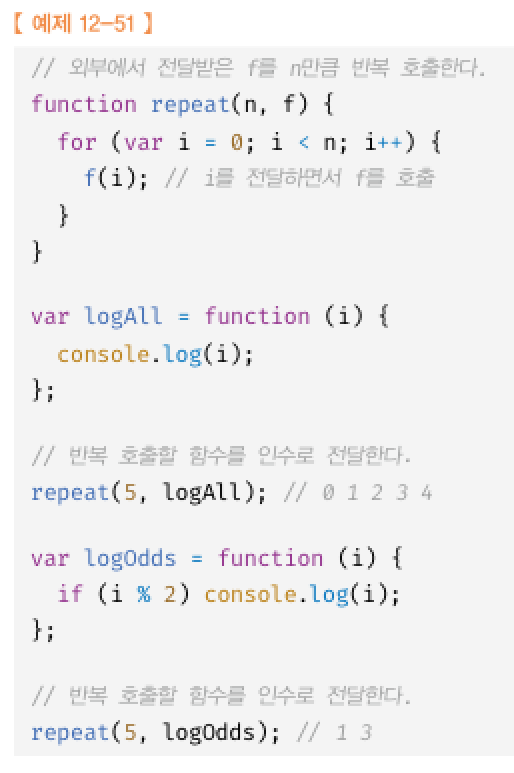 【 예제 12-51 】
// 외부에서 전달받은 f를 n만큼 반복 호출한다.
function repeat(n, f) {
  for (var i = 0; i < n; i++) {
    f(i); // i를 전달하면서 f를 호출
  }
}

var logAll = function (i) {
  console.log(i);
};

// 반복 호출할 함수를 인수로 전달한다.
repeat(5, logAll); // 0 1 2 3 4

var logOdds = function (i) {
  if (i % 2) console.log(i);
};

// 반복 호출할 함수를 인수로 전달한다.
repeat(5, logOdds); // 1 3